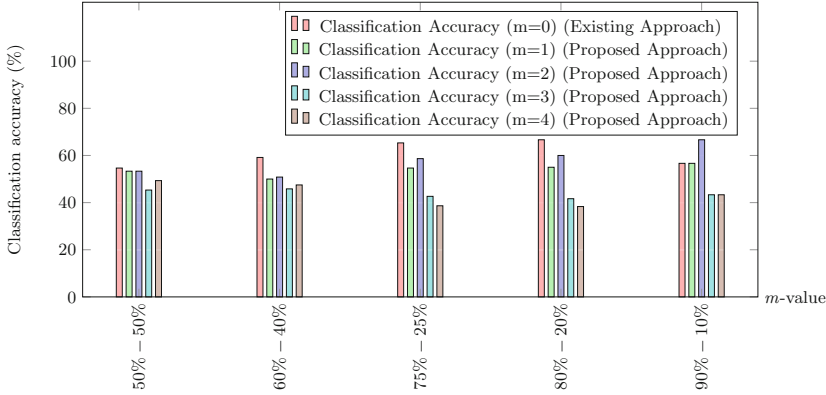 Classification Accuracy (m=0) (Existing Approach)
Classification Accuracy (m=1) (Proposed Approach)
Classification Accuracy (m=2) (Proposed Approach)
Classification Accuracy (m=3) (Proposed Approach)
Classification Accuracy (m=4) (Proposed Approach)
Classification accuracy (%)
100
80
60
40
20
0
m-value
50% − 50%
60% − 40%
75% − 25%
80% − 20%
90% − 10%